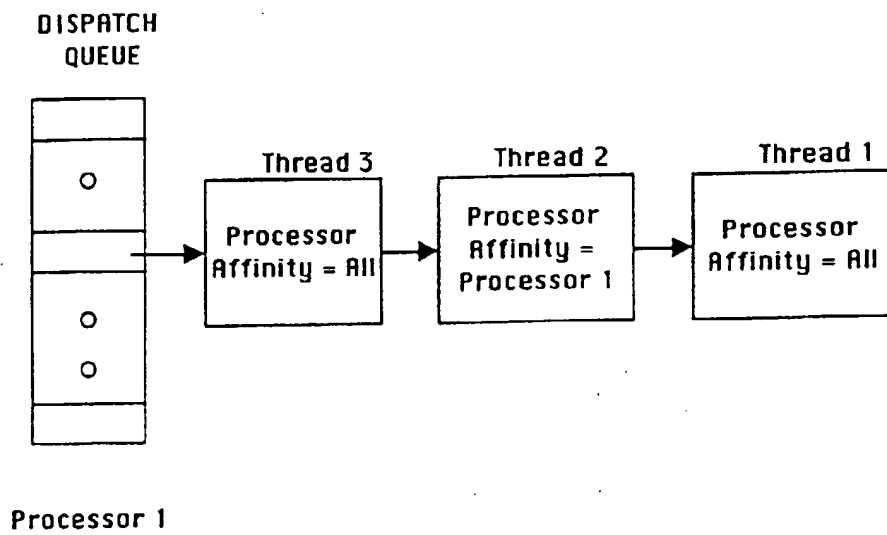 DISPATCH
QUEUE
Thread 3
Processor
Affinity = All
Thread 2
Processor
Affinity =
Processor 1
Thread 1
Processor
Affinity = All
Processor 1